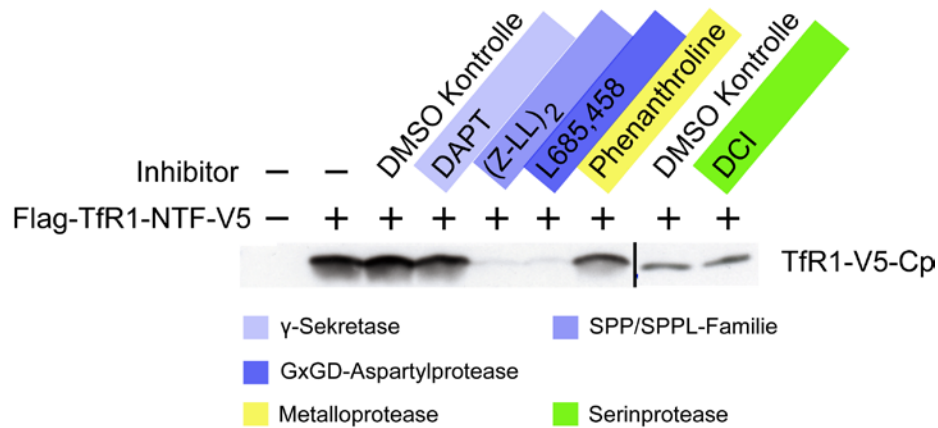 DMSO Kontrolle
DAPT
(Z-LL)2
L685,458
Phenanthroline
DMSO Kontrolle
DCI
Inhibitor – –
Flag-TfR1-NTF-V5 – + + + + + + + +
TfR1-V5-Cp
γ-Sekretase SPP/SPPL-Familie
GxGD-Aspartylprotease
Metalloprotease Serinprotease